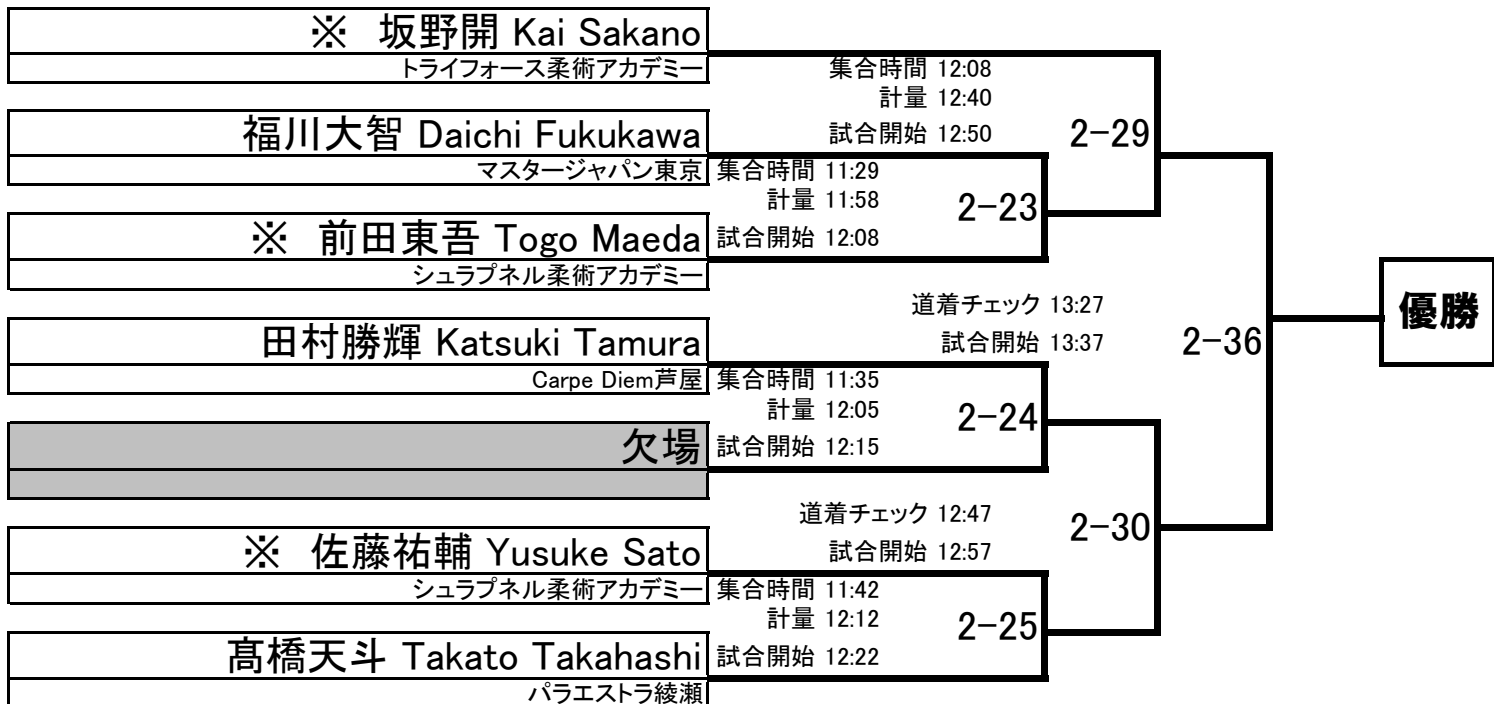 ※ 坂野開 Kai Sakano
トライフォース柔術アカデミー
集合時間 12:08
計量 12:40
試合開始 12:50
2-29
福川大智 Daichi Fukukawa
マスタージャパン東京
集合時間 11:29
計量 11:58
試合開始 12:08
2-23
※ 前田東吾 Togo Maeda
シュラプネル柔術アカデミー
道着チェック 13:27
試合開始 13:37
2-36
優勝
田村勝輝 Katsuki Tamura
Carpe Diem芦屋
集合時間 11:35
計量 12:05
試合開始 12:15
2-24
欠場
道着チェック 12:47
試合開始 12:57
2-30
※ 佐藤祐輔 Yusuke Sato
シュラプネル柔術アカデミー
集合時間 11:42
計量 12:12
試合開始 12:22
2-25
髙橋天斗 Takato Takahashi
パラエストラ綾瀬